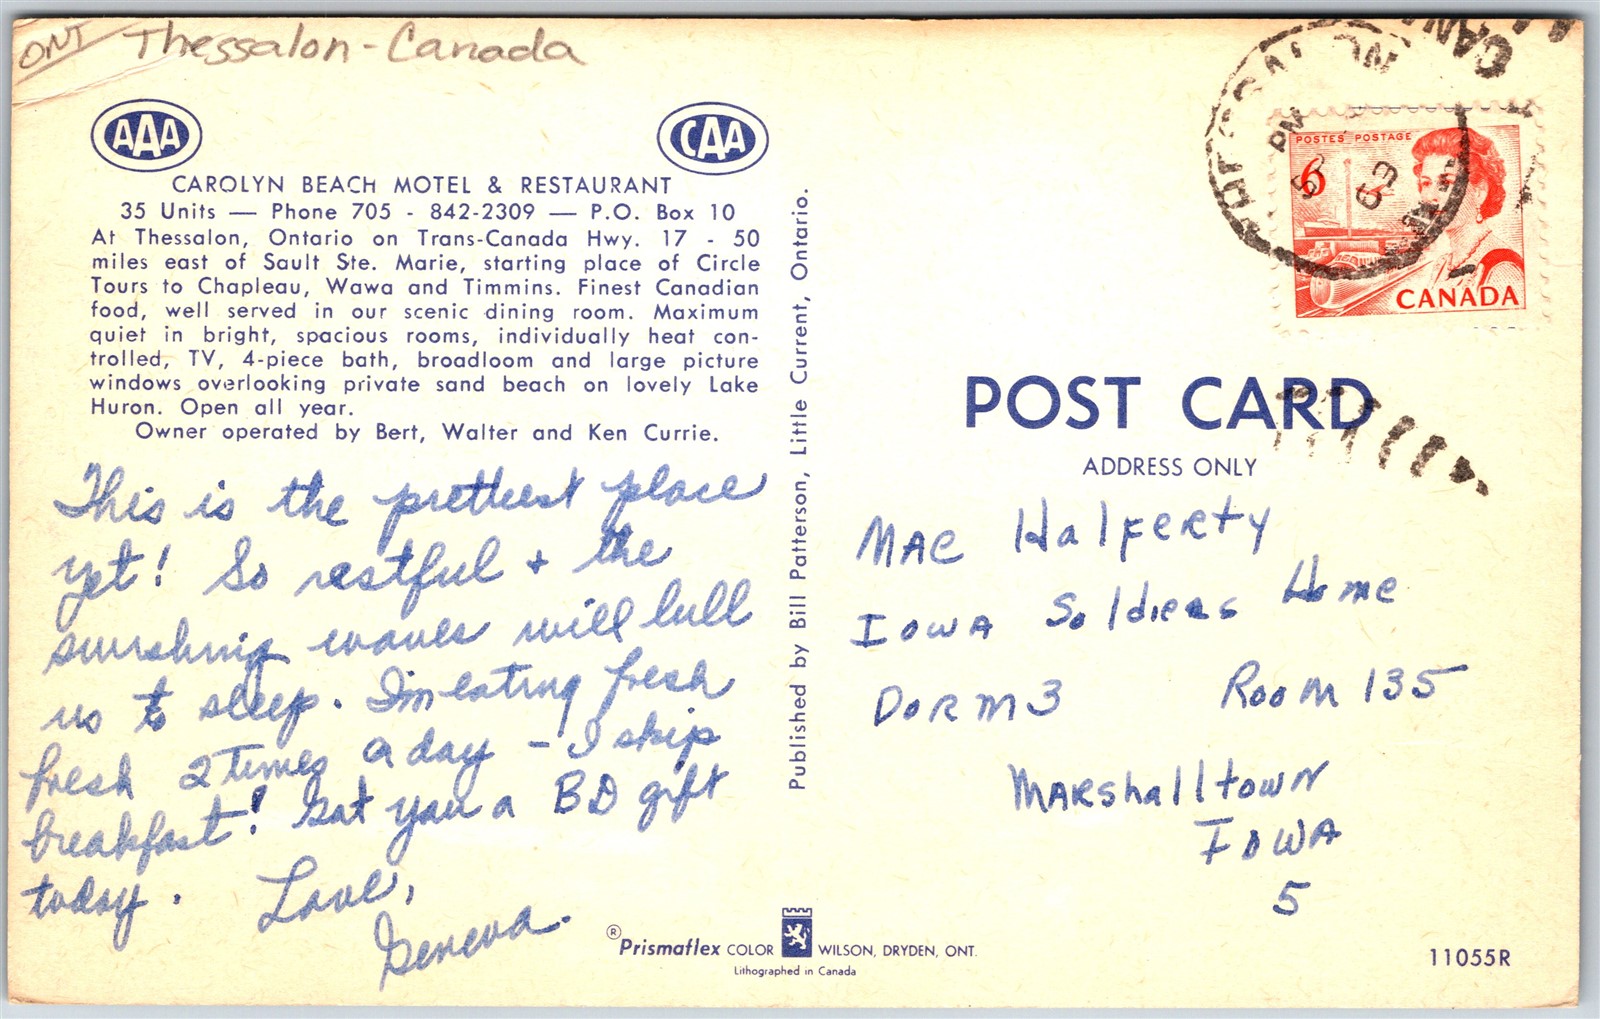 ONT Thessalon - Canada
AAA
CAA
CAROLYN BEACH MOTEL & RESTAURANT
35 Units — Phone 705 - 842-2309 — P.O. Box 10
At Thessalon, Ontario on Trans-Canada Hwy. 17 - 50
miles east of Sault Ste. Marie, starting place of Circle
Tours to Chapleau, Wawa and Timmins. Finest Canadian
food, well served in our scenic dining room. Maximum
quiet in bright, spacious rooms, individually heat con-
trolled, TV, 4-piece bath, broadloom and large picture
windows overlooking private sand beach on lovely Lake
Huron. Open all year.
Owner operated by Bert, Walter and Ken Currie.
This is the prettiest place
yet! So restful + the
swishing waves will lull
us to sleep. I'm eating fresh
fresh 2 times a day - I skip
breakfast! Got you a BD gift
today. Love,
Geneva.
Published by Bill Patterson, Little Current, Ontario.
POSTES POSTAGE
6
CANADA
PM
69
POST CARD
ADDRESS ONLY
MAC Halferty
IOWA Soldiers Home
DORM 3 ROOM 135
MARshalltown
IOWA
5
® Prismaflex COLOR WILSON, DRYDEN, ONT.
Lithographed in Canada
11055R